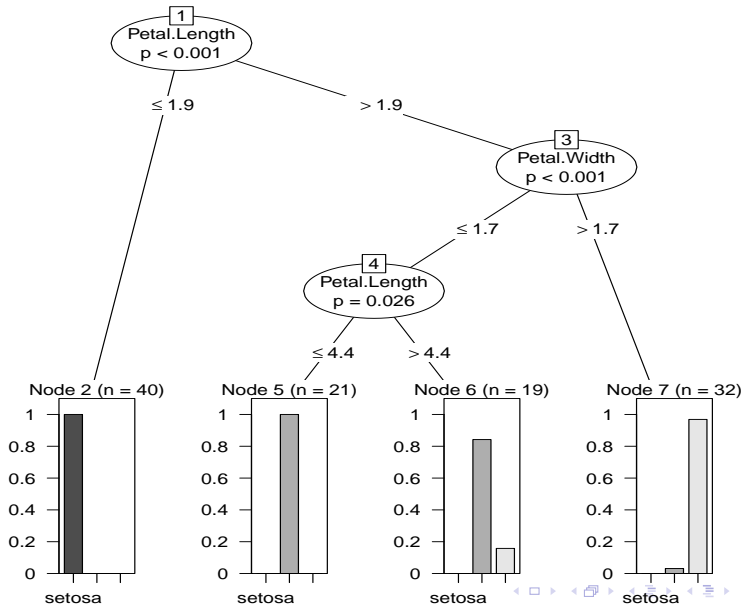 1
Petal.Length
p < 0.001
≤ 1.9
> 1.9
3
Petal.Width
p < 0.001
≤ 1.7
> 1.7
4
Petal.Length
p = 0.026
≤ 4.4
> 4.4
Node 2 (n = 40)
1
0.8
0.6
0.4
0.2
0
setosa
Node 5 (n = 21)
1
0.8
0.6
0.4
0.2
0
setosa
Node 6 (n = 19)
1
0.8
0.6
0.4
0.2
0
setosa
Node 7 (n = 32)
1
0.8
0.6
0.4
0.2
0
setosa